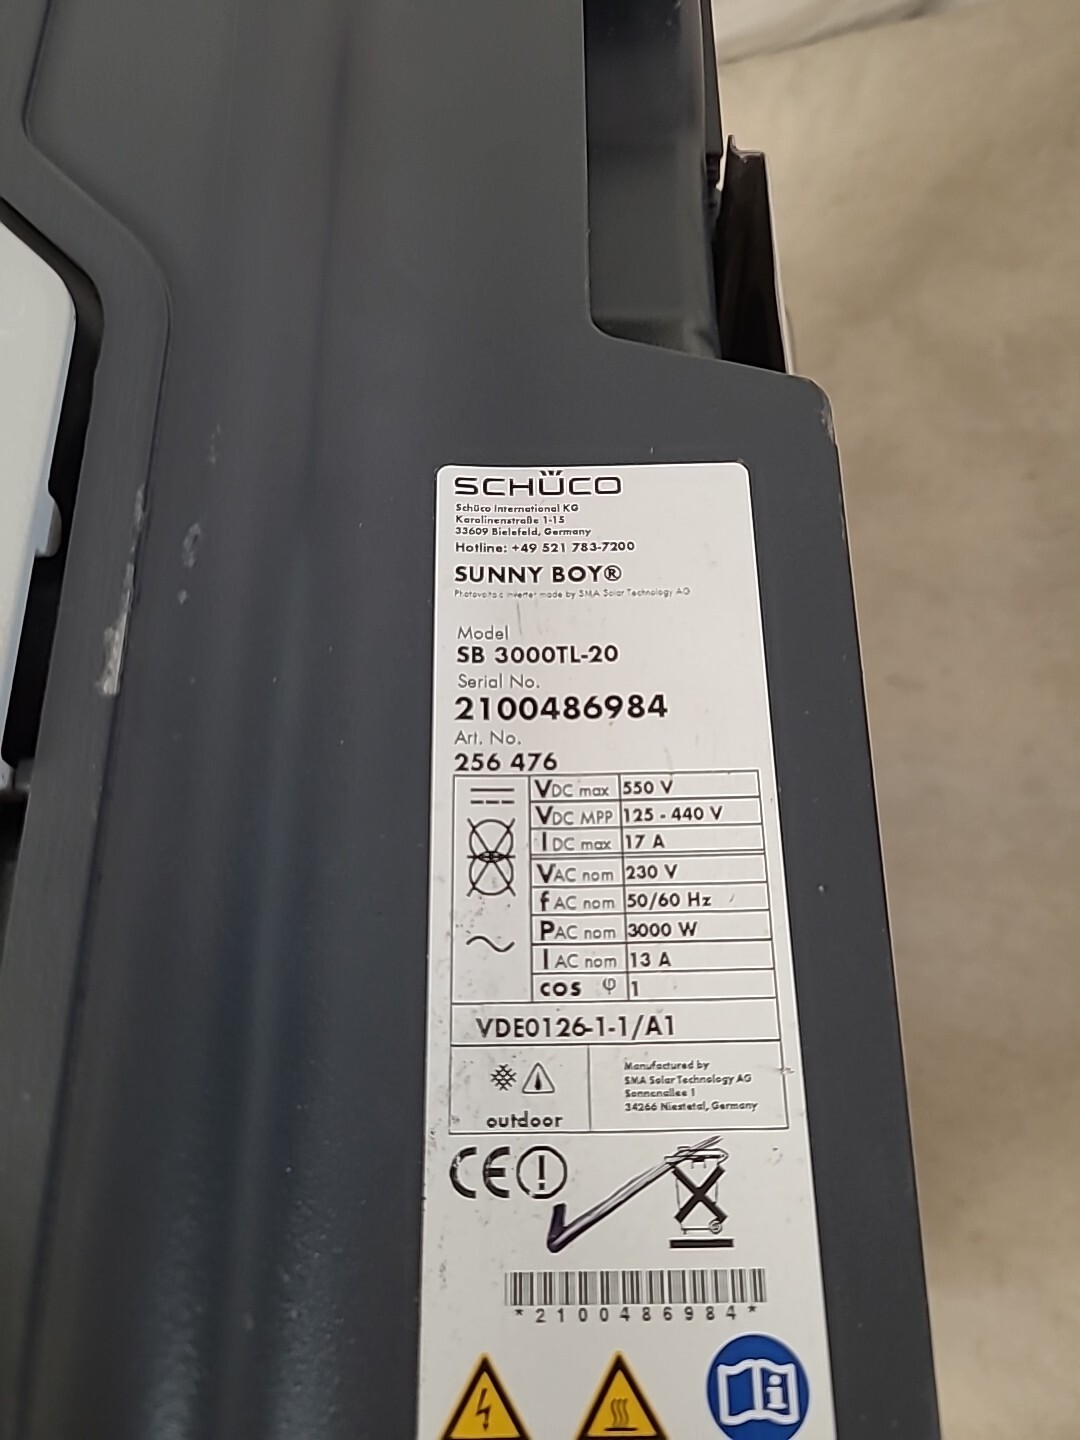 SCHÜCO
Schüco International KG
Karolinenstraße 1-15
33609 Bielefeld, Germany
Hotline: +49 521 783-7200
SUNNY BOY®
Photovoltaic inverter made by SMA Solar Technology AG
Model
SB 3000TL-20
Serial No.
2100486984
Art. No.
256 476
VDC max 550 V
VDC MPP 125 - 440 V
IDC max 17 A
VAC nom 230 V
fAC nom 50/60 Hz
PAC nom 3000 W
IAC nom 13 A
cos φ 1
VDE0126-1-1/A1
outdoor
Manufactured by
SMA Solar Technology AG
Sonnenallee 1
34266 Niestetal, Germany
CE
*2100486984*